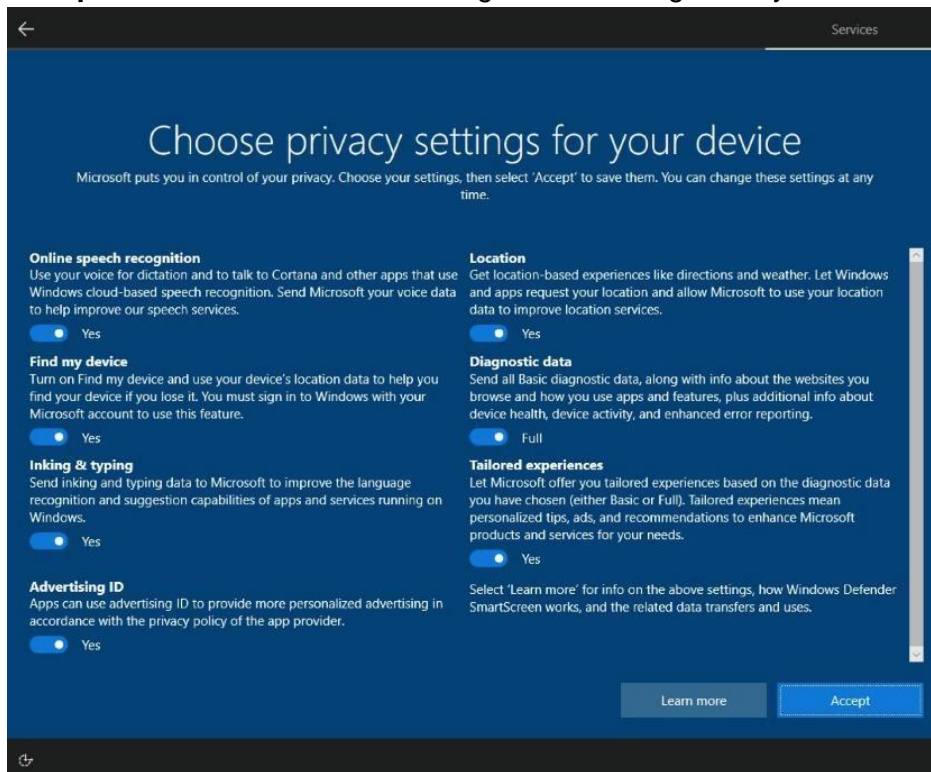 Services
Choose privacy settings for your device
Microsoft puts you in control of your privacy. Choose your settings, then select 'Accept' to save them. You can change these settings at any
time.
Online speech recognition
Use your voice for dictation and to talk to Cortana and other apps that use
Windows cloud-based speech recognition. Send Microsoft your voice data
to help improve our speech services.
Yes
Find my device
Turn on Find my device and use your device's location data to help you
find your device if you lose it. You must sign in to Windows with your
Microsoft account to use this feature.
Yes
Inking & typing
Send inking and typing data to Microsoft to improve the language
recognition and suggestion capabilities of apps and services running on
Windows.
Yes
Advertising ID
Apps can use advertising ID to provide more personalized advertising in
accordance with the privacy policy of the app provider.
Yes
Location
Get location-based experiences like directions and weather. Let Windows
and apps request your location and allow Microsoft to use your location
data to improve location services.
Yes
Diagnostic data
Send all Basic diagnostic data, along with info about the websites you
browse and how you use apps and features, plus additional info about
device health, device activity, and enhanced error reporting.
Full
Tailored experiences
Let Microsoft offer you tailored experiences based on the diagnostic data
you have chosen (either Basic or Full). Tailored experiences mean
personalized tips, ads, and recommendations to enhance Microsoft
products and services for your needs.
Yes
Select 'Learn more' for info on the above settings, how Windows Defender
SmartScreen works, and the related data transfers and uses.
Learn more
Accept